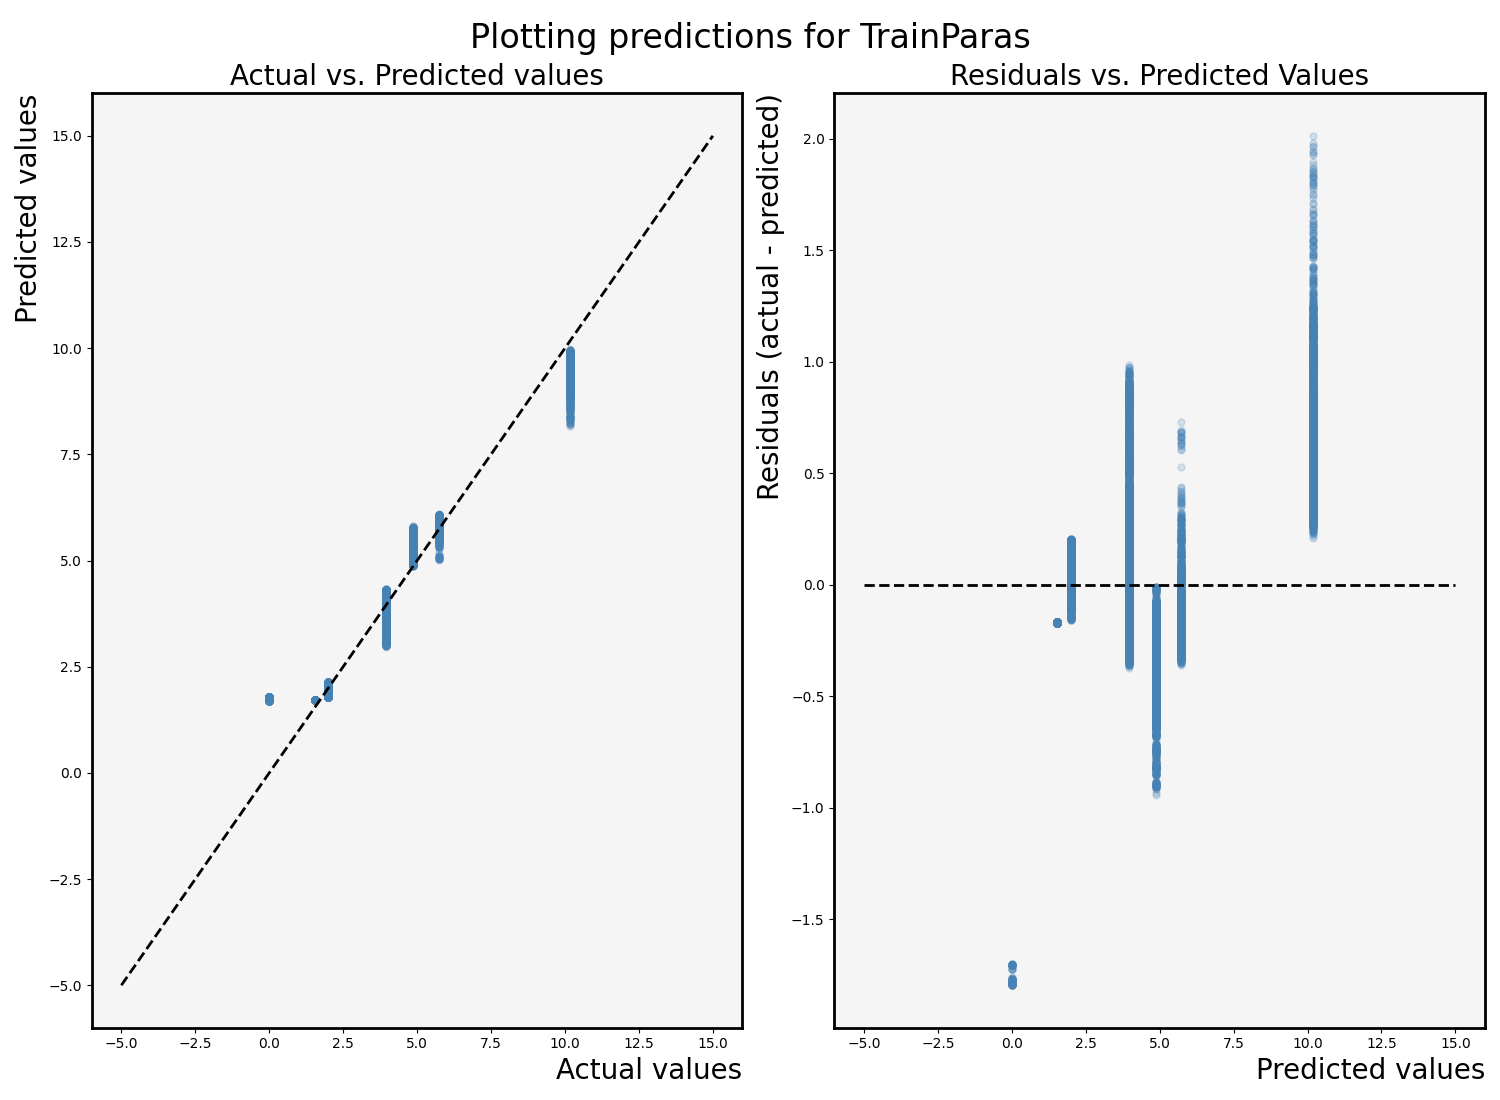 Plotting predictions for TrainParas
Actual vs. Predicted values
Predicted values
15.0
12.5
10.0
7.5
5.0
2.5
0.0
−2.5
−5.0
−5.0 −2.5 0.0 2.5 5.0 7.5 10.0 12.5 15.0
Actual values
Residuals vs. Predicted Values
Residuals (actual - predicted)
2.0
1.5
1.0
0.5
0.0
−0.5
−1.0
−1.5
−5.0 −2.5 0.0 2.5 5.0 7.5 10.0 12.5 15.0
Predicted values